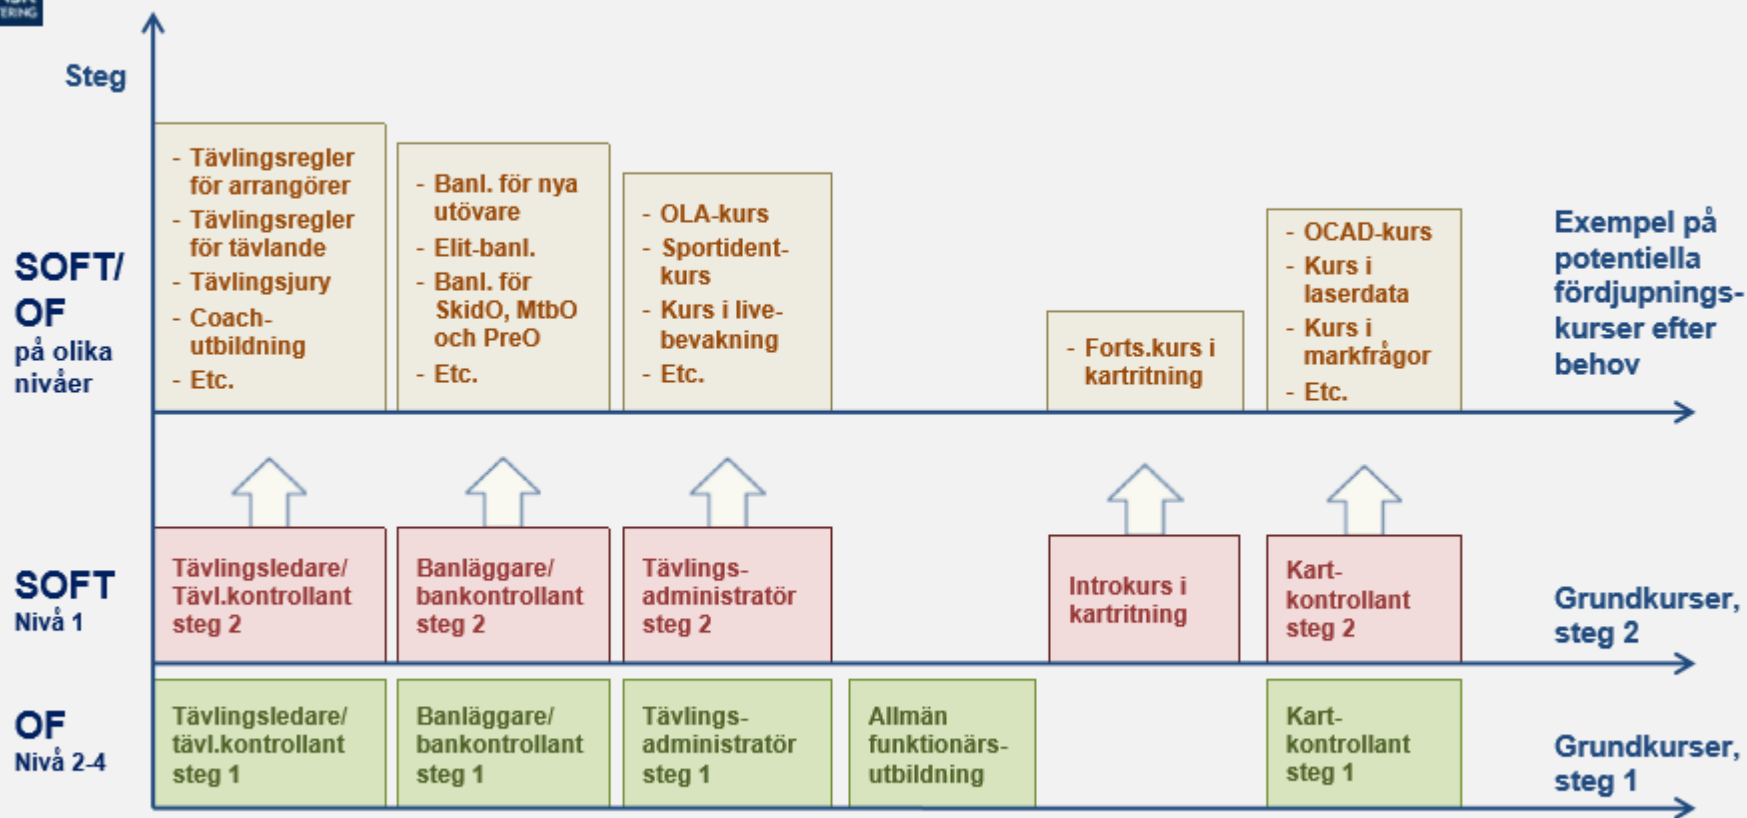 TERING
Steg
- Tävlingsregler
för arrangörer
- Tävlingsregler
för tävlande
- Tävlingsjury
- Coach-
utbildning
- Etc.
- Banl. för nya
utövare
- Elit-banl.
- Banl. för
SkidO, MtbO
och PreO
- Etc.
- OLA-kurs
- Sportident-
kurs
- Kurs i live-
bevakning
- Etc.
- Forts.kurs i
kartritning
- OCAD-kurs
- Kurs i
laserdata
- Kurs i
markfrågor
- Etc.
SOFT/
OF
på olika
nivåer
Exempel på
potentiella
fördjupnings-
kurser efter
behov
SOFT
Nivå 1
Tävlingsledare/
Tävl.kontrollant
steg 2
Banläggare/
bankontrollant
steg 2
Tävlings-
administratör
steg 2
Introkurs i
kartritning
Kart-
kontrollant
steg 2
Grundkurser,
steg 2
OF
Nivå 2-4
Tävlingsledare/
tävl.kontrollant
steg 1
Banläggare/
bankontrollant
steg 1
Tävlings-
administratör
steg 1
Allmän
funktionärs-
utbildning
Kart-
kontrollant
steg 1
Grundkurser,
steg 1